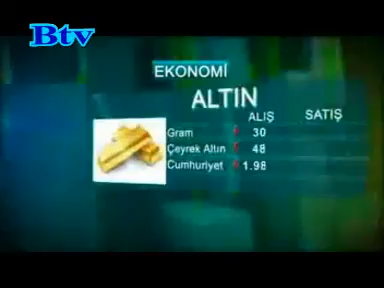 Btv
EKONOMİ
ALTIN
ALIŞ SATIŞ
Gram 30
Çeyrek Altın 48
Cumhuriyet 1.98